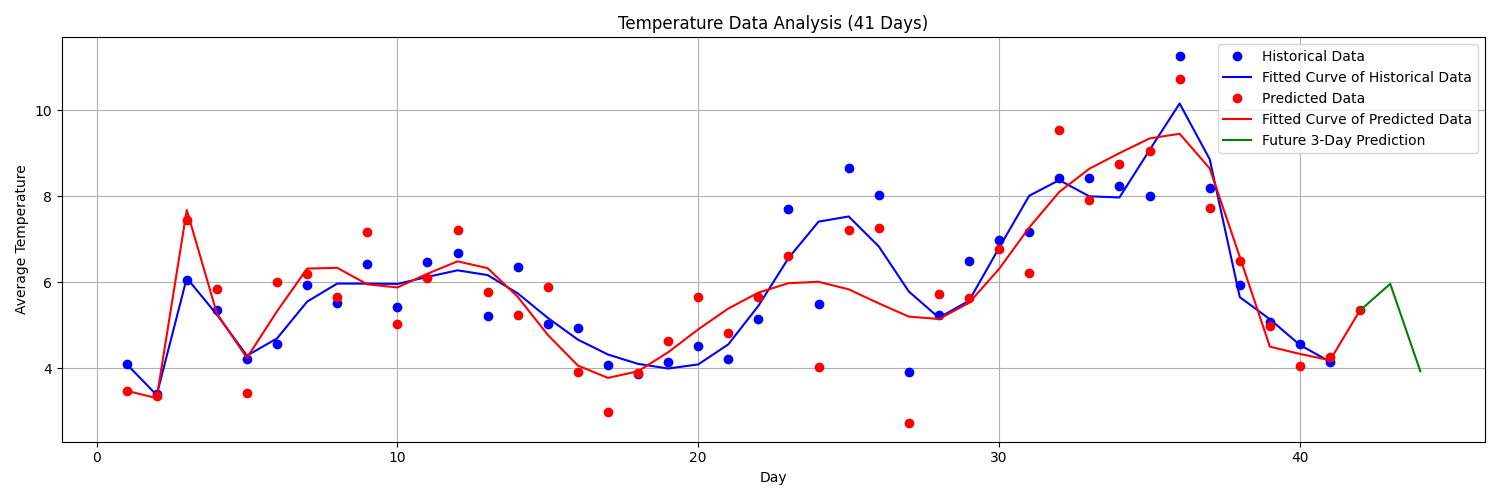 Temperature Data Analysis (41 Days)
Historical Data
Fitted Curve of Historical Data
Predicted Data
Fitted Curve of Predicted Data
Future 3-Day Prediction
Average Temperature
10
8
6
4
0 10 20 30 40
Day